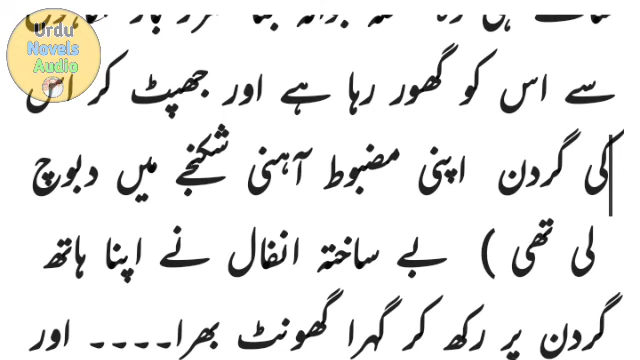 Urdu
Novels
Audio
سے اس کو گھور رہا ہے اور جھپٹ کر اس
کی گردن اپنی مضبوط آہنی شکنجے میں دبوچ
لی تھی ) بے ساختہ انفال نے اپنا ہاتھ
گردن پر رکھ کر گہرا گھونٹ بھرا۔۔۔۔ اور